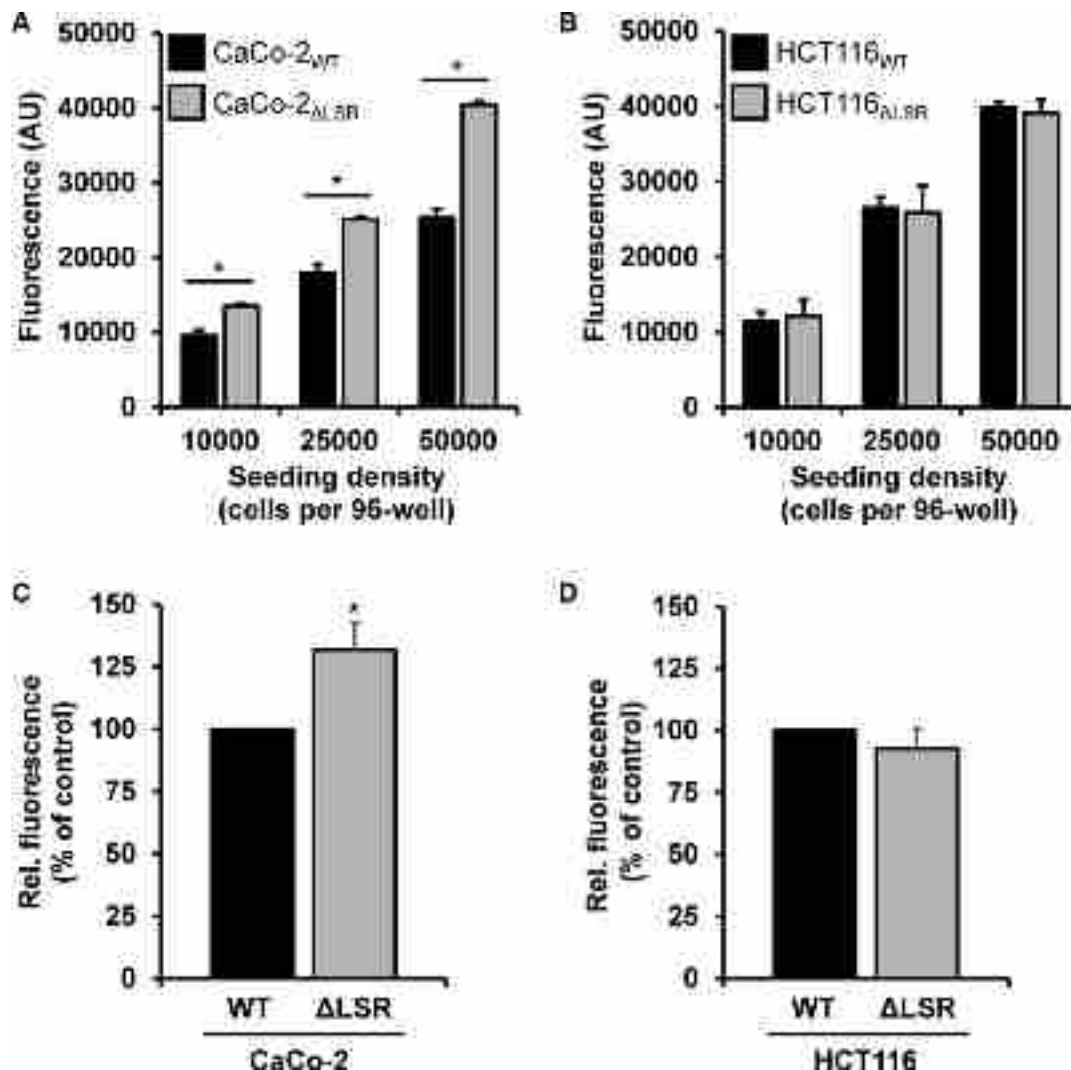 A
50000
40000
30000
20000
10000
0
Fluorescence (AU)
CaCo-2WT
CaCo-2ΔLSR
*
*
*
10000 25000 50000
Seeding density
(cells per 96-well)
B
50000
40000
30000
20000
10000
0
Fluorescence (AU)
HCT116WT
HCT116ΔLSR
10000 25000 50000
Seeding density
(cells per 96-well)
C
150
125
100
75
50
25
0
Rel. fluorescence
(% of control)
*
WT ΔLSR
CaCo-2
D
150
125
100
75
50
25
0
Rel. fluorescence
(% of control)
WT ΔLSR
HCT116